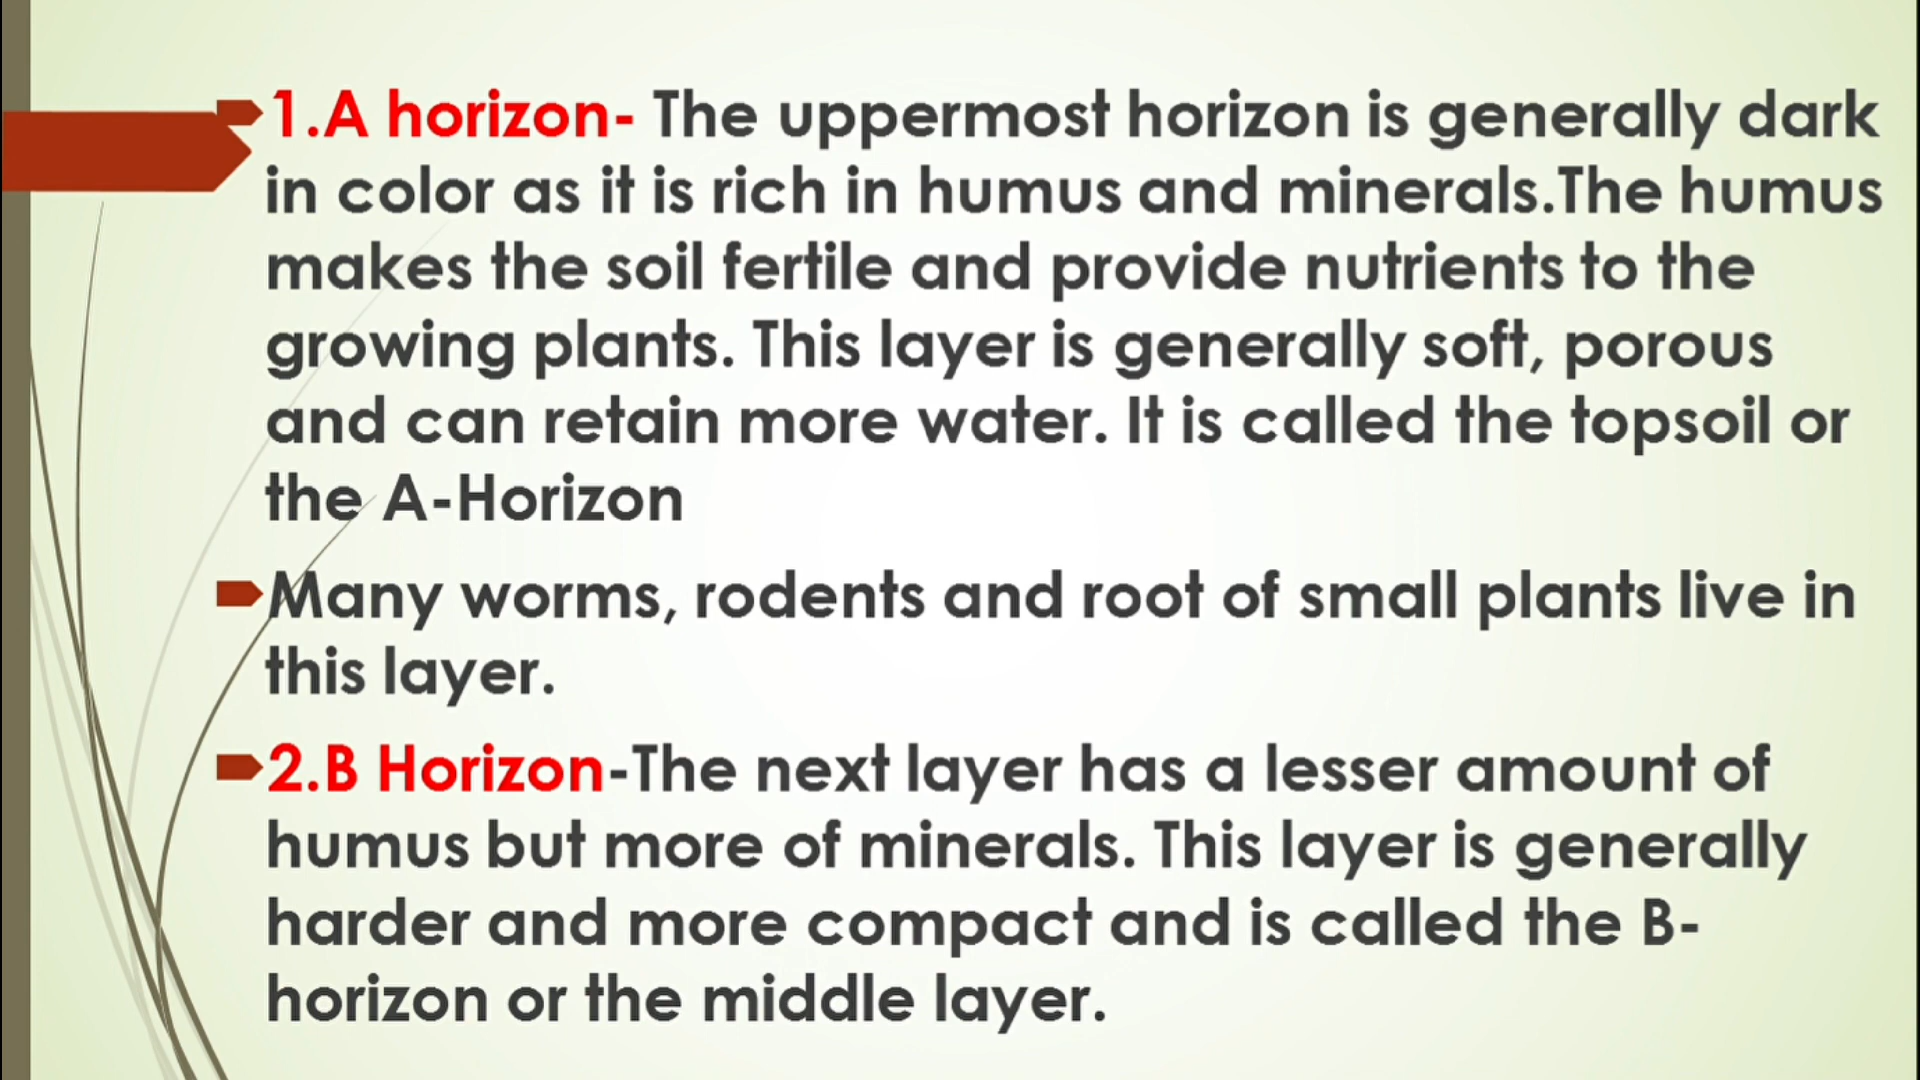 1.A horizon- The uppermost horizon is generally dark
in color as it is rich in humus and minerals.The humus
makes the soil fertile and provide nutrients to the
growing plants. This layer is generally soft, porous
and can retain more water. It is called the topsoil or
the A-Horizon
Many worms, rodents and root of small plants live in
this layer.
2.B Horizon-The next layer has a lesser amount of
humus but more of minerals. This layer is generally
harder and more compact and is called the B-
horizon or the middle layer.